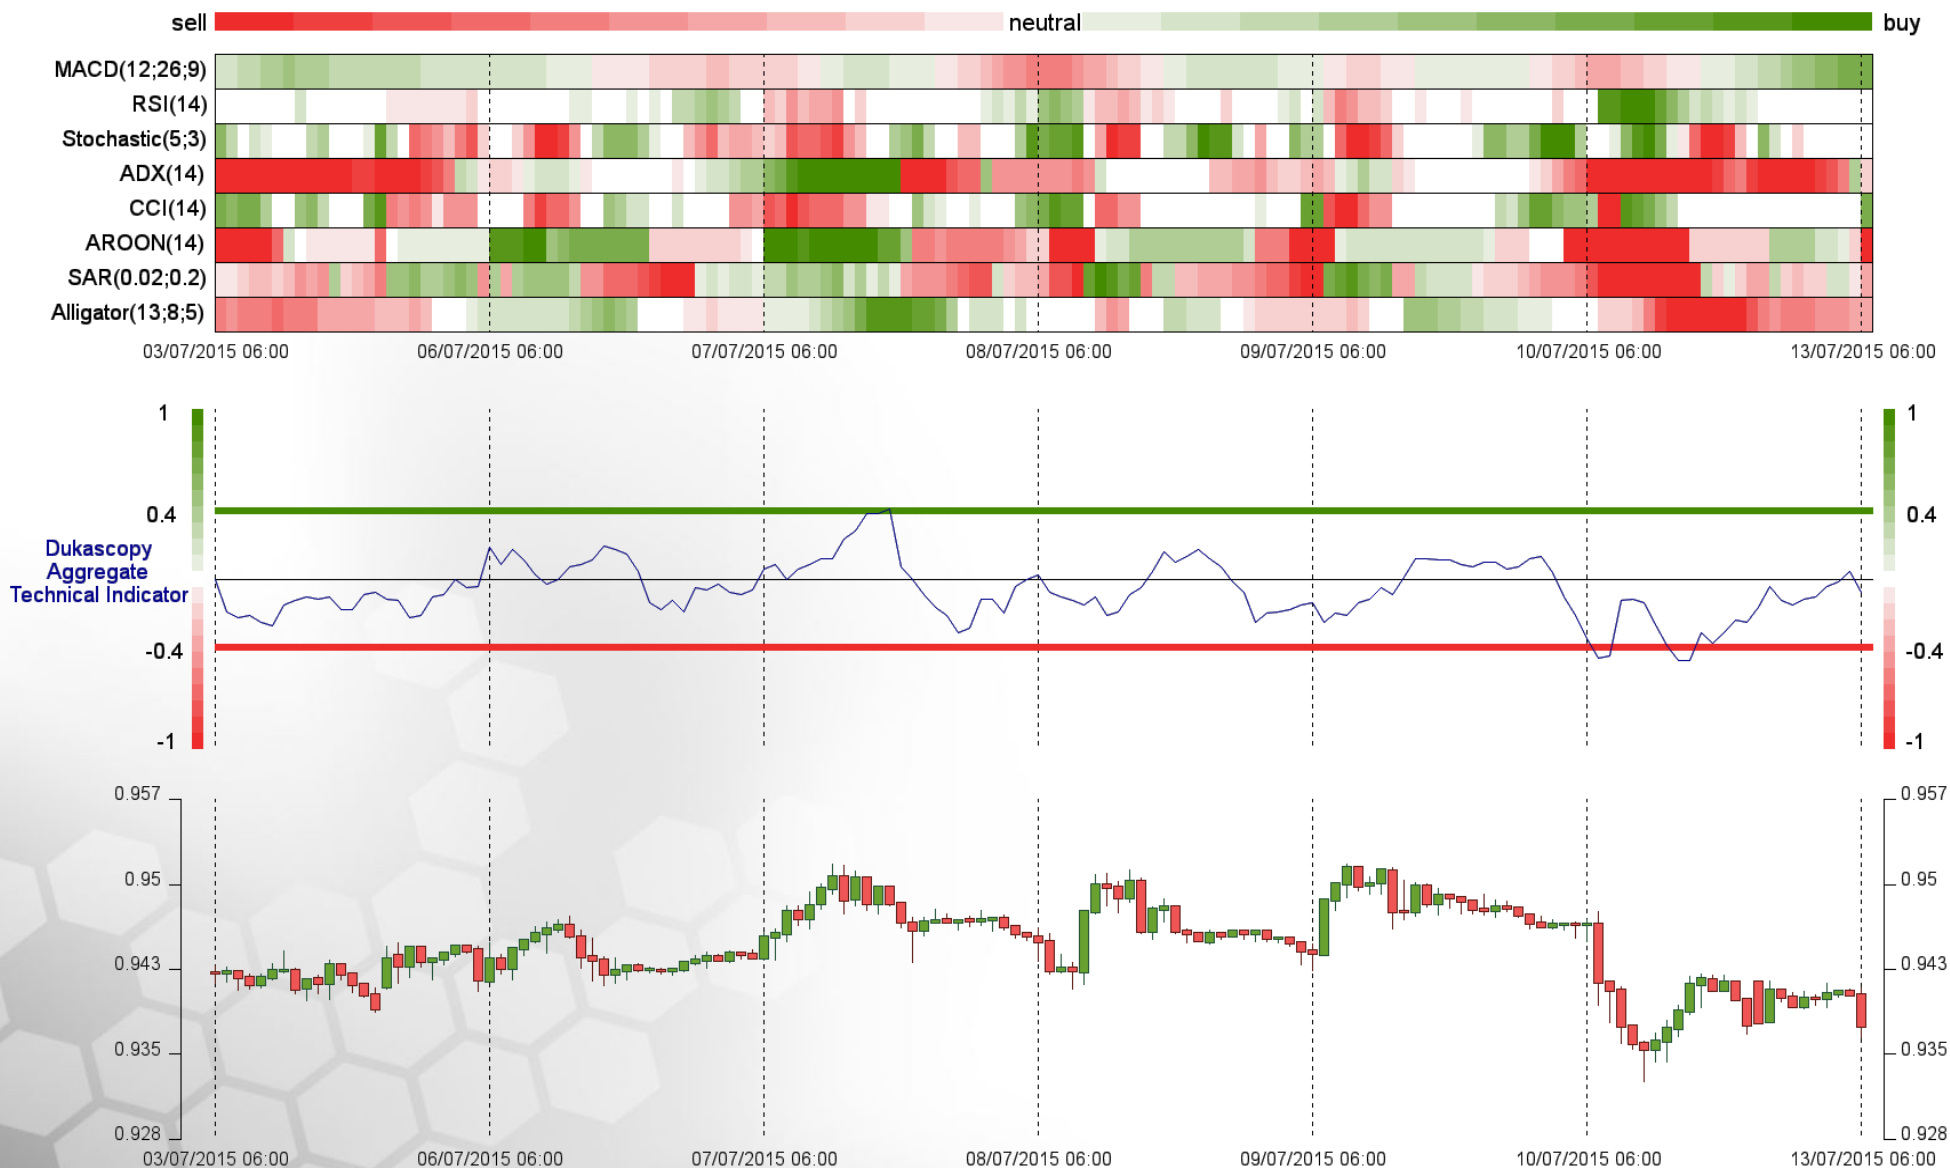 sell neutral buy
MACD(12;26;9)
RSI(14)
Stochastic(5;3)
ADX(14)
CCI(14)
AROON(14)
SAR(0.02;0.2)
Alligator(13;8;5)
03/07/2015 06:00 06/07/2015 06:00 07/07/2015 06:00 08/07/2015 06:00 09/07/2015 06:00 10/07/2015 06:00 13/07/2015 06:00
1 1
0.4 0.4
Dukascopy
Aggregate
Technical Indicator
-0.4 -0.4
-1 -1
0.957 0.957
0.95 0.95
0.943 0.943
0.935 0.935
0.928 0.928
03/07/2015 06:00 06/07/2015 06:00 07/07/2015 06:00 08/07/2015 06:00 09/07/2015 06:00 10/07/2015 06:00 13/07/2015 06:00